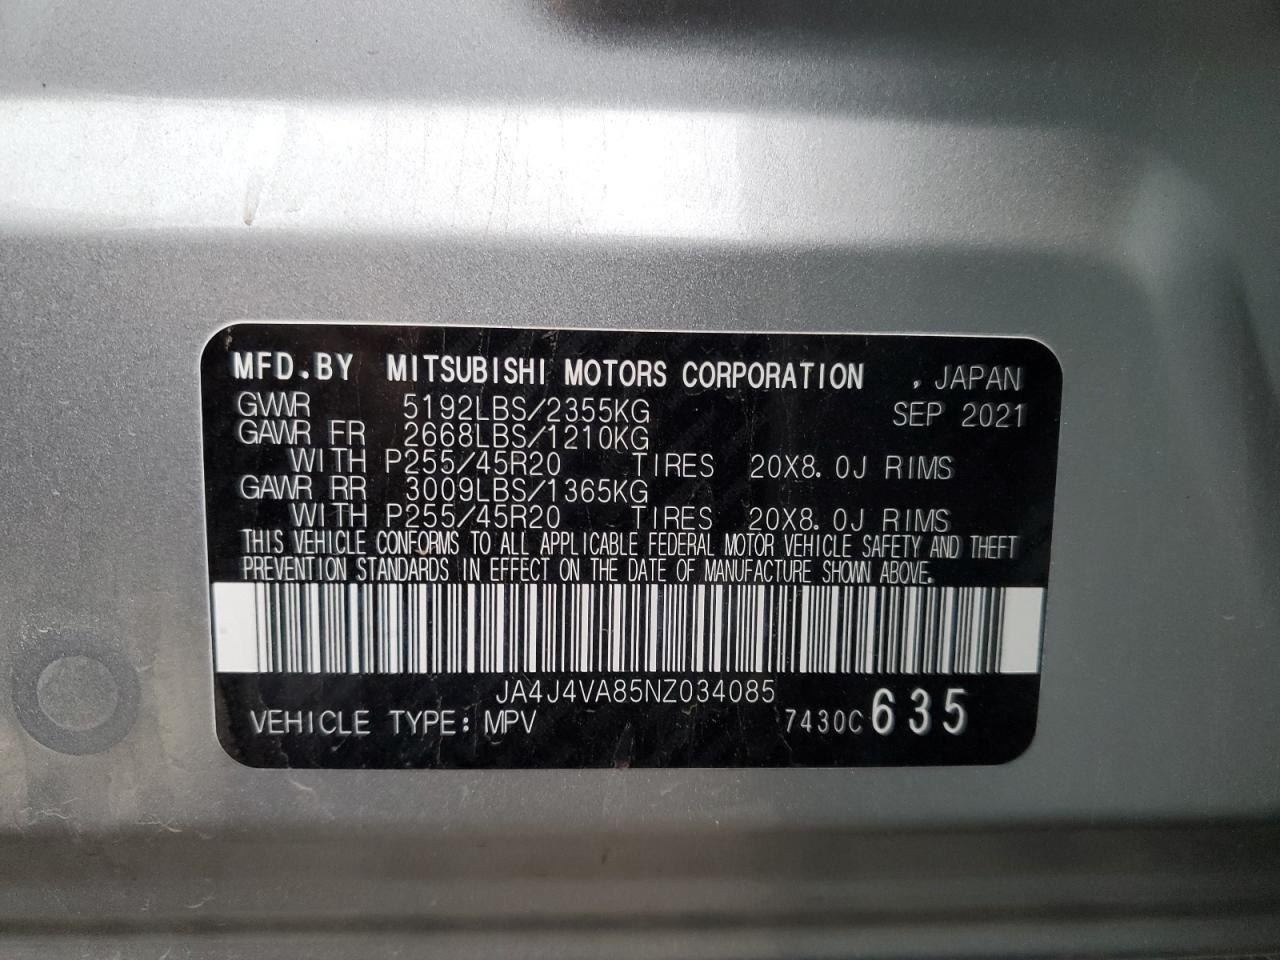 MFD.BY MITSUBISHI MOTORS CORPORATION , JAPAN
GVWR 5192LBS/2355KG SEP 2021
GAWR FR 2668LBS/1210KG
WITH P255/45R20 TIRES 20X8.0J RIMS
GAWR RR 3009LBS/1365KG
WITH P255/45R20 TIRES 20X8.0J RIMS
THIS VEHICLE CONFORMS TO ALL APPLICABLE FEDERAL MOTOR VEHICLE SAFETY AND THEFT
PREVENTION STANDARDS IN EFFECT ON THE DATE OF MANUFACTURE SHOWN ABOVE.
JA4J4VA85NZ034085
VEHICLE TYPE: MPV 7430C 635